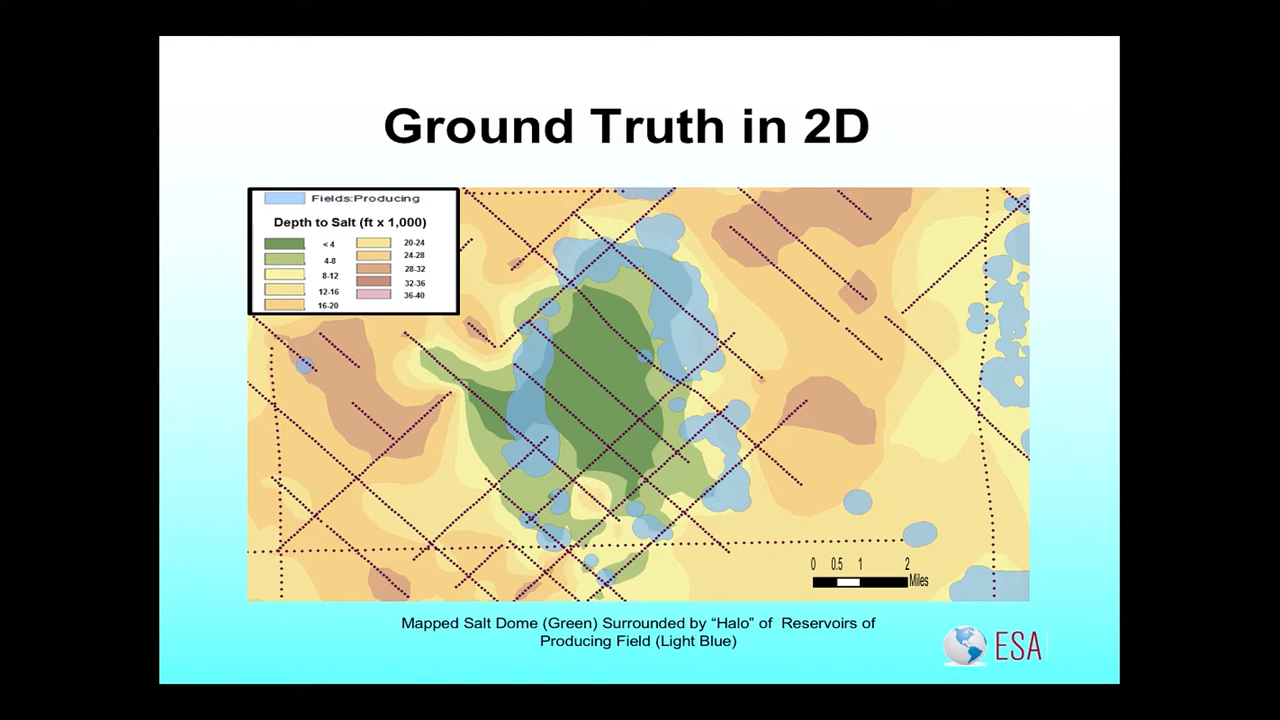 Ground Truth in 2D
Fields:Producing
Depth to Salt (ft x 1,000)
< 4
4-8
8-12
12-16
16-20
20-24
24-28
28-32
32-36
36-40
0 0.5 1 2
Miles
Mapped Salt Dome (Green) Surrounded by “Halo” of Reservoirs of
Producing Field (Light Blue)
ESA